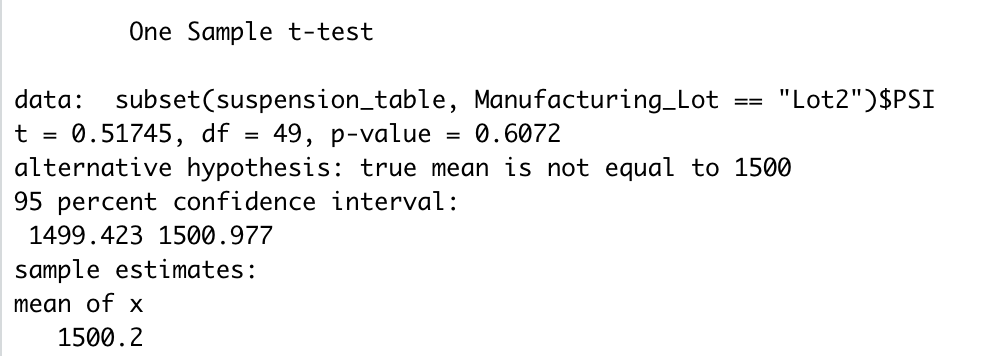 One Sample t-test
data:  subset(suspension_table, Manufacturing_Lot == "Lot2")$PSI
t = 0.51745, df = 49, p-value = 0.6072
alternative hypothesis: true mean is not equal to 1500
95 percent confidence interval:
1499.423 1500.977
sample estimates:
mean of x
1500.2